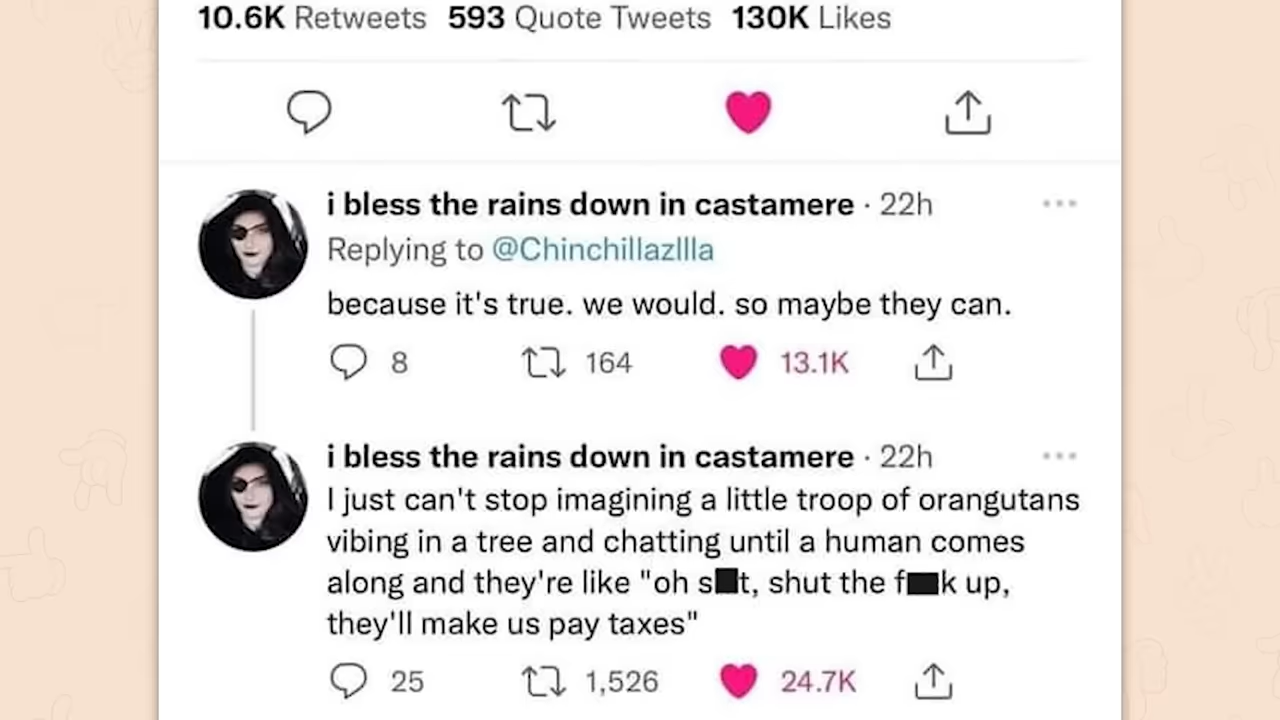 10.6K Retweets 593 Quote Tweets 130K Likes
i bless the rains down in castamere · 22h
Replying to @Chinchillazllla
because it's true. we would. so maybe they can.
8 164 13.1K
i bless the rains down in castamere · 22h
I just can't stop imagining a little troop of orangutans
vibing in a tree and chatting until a human comes
along and they're like "oh s■t, shut the f■k up,
they'll make us pay taxes"
25 1,526 24.7K